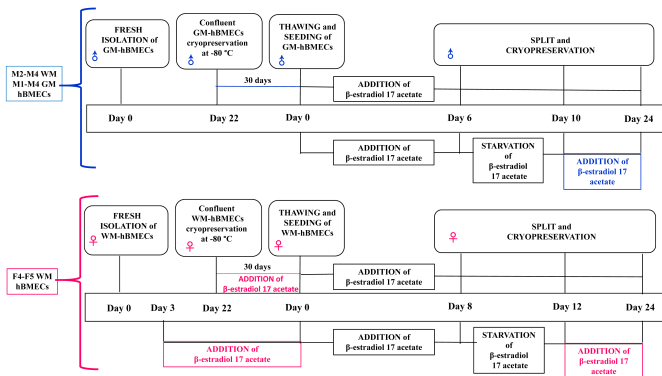 FRESH
ISOLATION of
GM-hBMECs
Confluent
GM-hBMECs
cryopreservation
at -80 °C
THAWING and
SEEDING of
GM-hBMECs
SPLIT and
CRYOPRESERVATION
M2-M4 WM
M1-M4 GM
hBMECs
30 days
ADDITION of
β-estradiol 17 acetate
Day 0
Day 22
Day 0
Day 6
Day 10
Day 24
ADDITION of
β-estradiol 17 acetate
STARVATION
of
β-estradiol
17 acetate
ADDITION of
β-estradiol 17
acetate
FRESH
ISOLATION of
WM-hBMECs
Confluent
WM-hBMECs
cryopreservation
at -80 °C
THAWING and
SEEDING of
WM-hBMECs
SPLIT and
CRYOPRESERVATION
F4-F5 WM
hBMECs
30 days
ADDITION of
β-estradiol 17 acetate
ADDITION of
β-estradiol 17 acetate
Day 0
Day 3
Day 22
Day 0
Day 8
Day 12
Day 24
ADDITION of
β-estradiol 17 acetate
ADDITION of
β-estradiol 17 acetate
STARVATION
of
β-estradiol
17 acetate
ADDITION of
β-estradiol 17
acetate